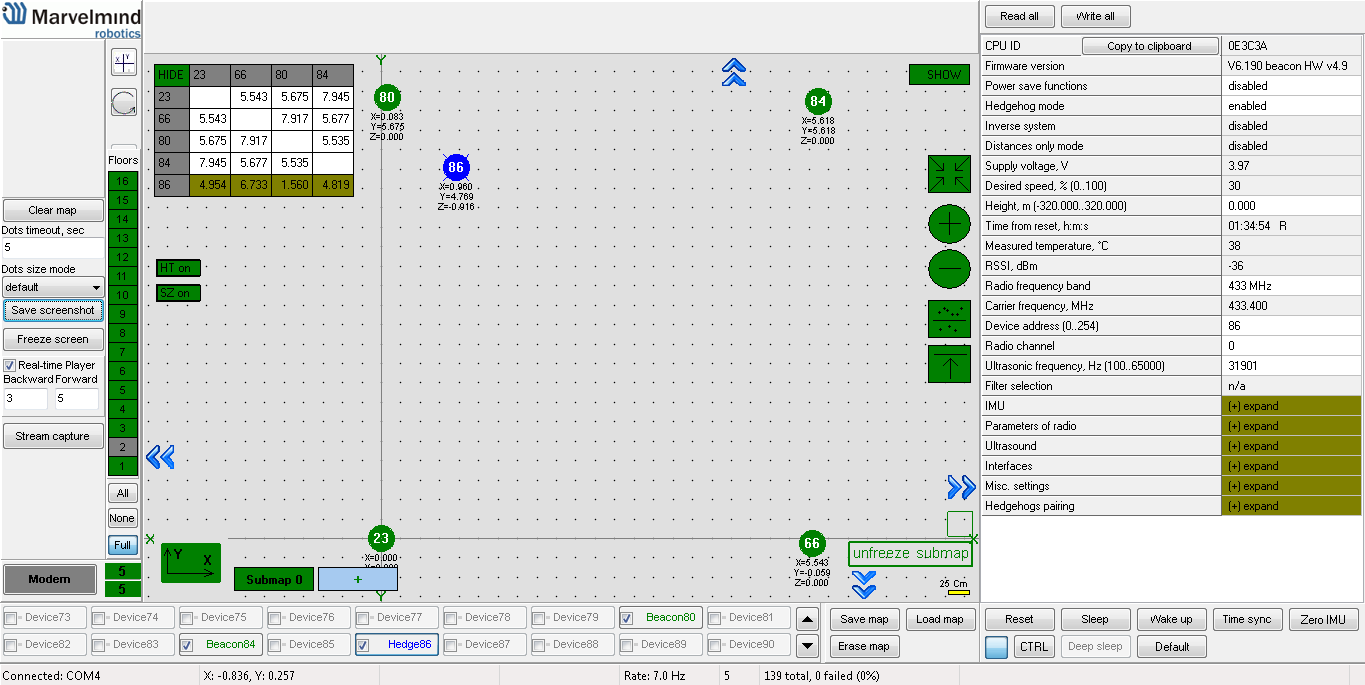 Marvelmind
robotics
Read all
Write all
HIDE 23 66 80 84
23 5.543 5.675 7.945
66 5.543 7.917 5.677
80 5.675 7.917 5.535
84 7.945 5.677 5.535
86 4.954 6.733 1.560 4.819
Y
80
X=0.083
Y=5.675
Z=0.000
84
X=5.618
Y=5.618
Z=0.000
SHOW
86
X=0.960
Y=4.769
Z=-0.916
HT on
SZ on
Floors
16
15
14
13
12
11
10
9
8
7
6
5
4
3
2
1
All
None
Full
5
5
Clear map
Dots timeout, sec
5
Dots size mode
default
Save screenshot
Freeze screen
Real-time Player
Backward Forward
3 5
Stream capture
Modern
X
Y
X
23
X=0.000
Y=0.000
66
X=5.543
Y=-0.059
Z=0.000
X
Y
unfreeze submap
25 Cm
Submap 0
+
CPU ID Copy to clipboard 0E3C3A
Firmware version V6.190 beacon HW v4.9
Power save functions disabled
Hedgehog mode enabled
Inverse system disabled
Distances only mode disabled
Supply voltage, V 3.97
Desired speed, % (0..100) 30
Height, m (-320.000..320.000) 0.000
Time from reset, h:m:s 01:34:54 R
Measured temperature, °C 38
RSSI, dBm -36
Radio frequency band 433 MHz
Carrier frequency, MHz 433.400
Device address (0..254) 86
Radio channel 0
Ultrasonic frequency, Hz (100..65000) 31901
Filter selection n/a
IMU (+) expand
Parameters of radio (+) expand
Ultrasound (+) expand
Interfaces (+) expand
Misc. settings (+) expand
Hedgehogs pairing (+) expand
Device73 Device74 Device75 Device76 Device77 Device78 Device79 Beacon80 Device81
Device82 Device83 Beacon84 Device85 Hedge86 Device87 Device88 Device89 Device90
Save map Load map
Erase map
Reset Sleep Wake up Time sync Zero IMU
CTRL Deep sleep Default
Connected: COM4 X: -0.836, Y: 0.257 Rate: 7.0 Hz 5 139 total, 0 failed (0%)